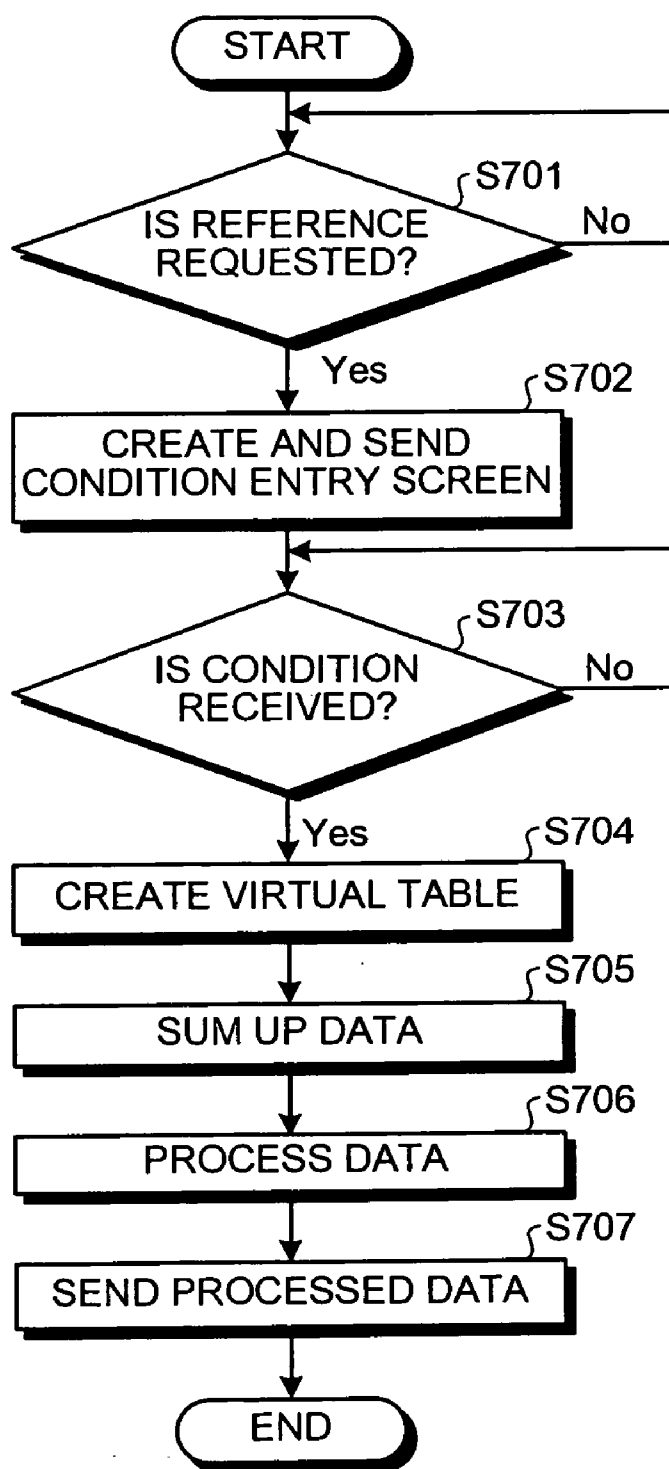 START
S701
IS REFERENCE
REQUESTED?
No
Yes
S702
CREATE AND SEND
CONDITION ENTRY SCREEN
S703
IS CONDITION
RECEIVED?
No
Yes
S704
CREATE VIRTUAL TABLE
S705
SUM UP DATA
S706
PROCESS DATA
S707
SEND PROCESSED DATA
END